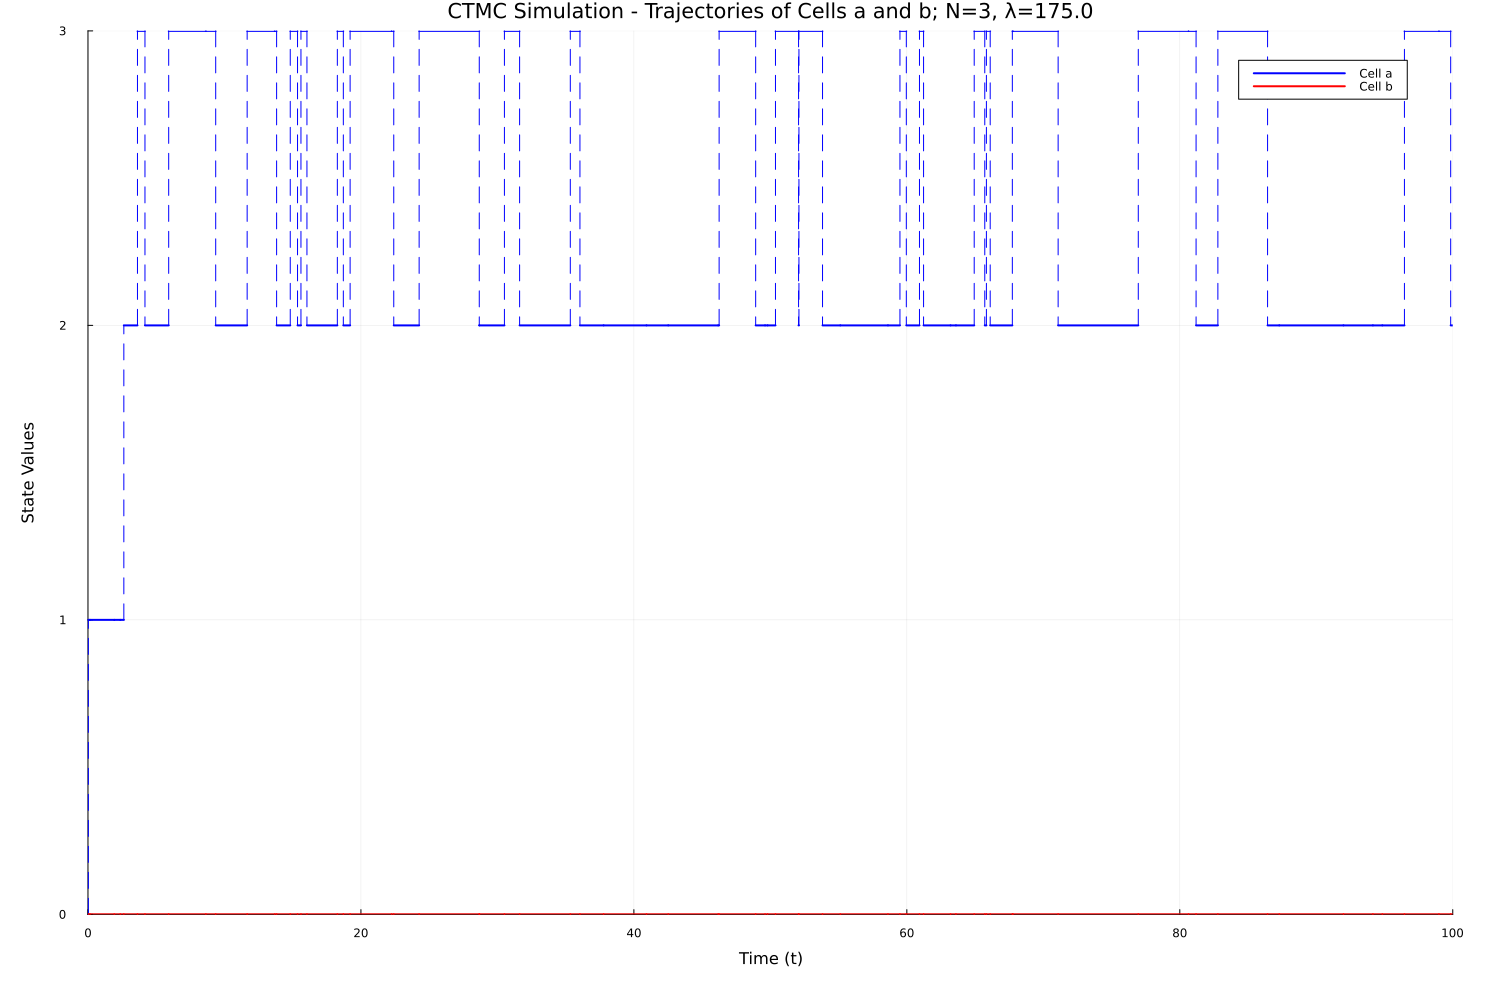 CTMC Simulation - Trajectories of Cells a and b; N=3, λ=175.0
3
Cell a
Cell b
2
State Values
1
0
0 20 40 60 80 100
Time (t)